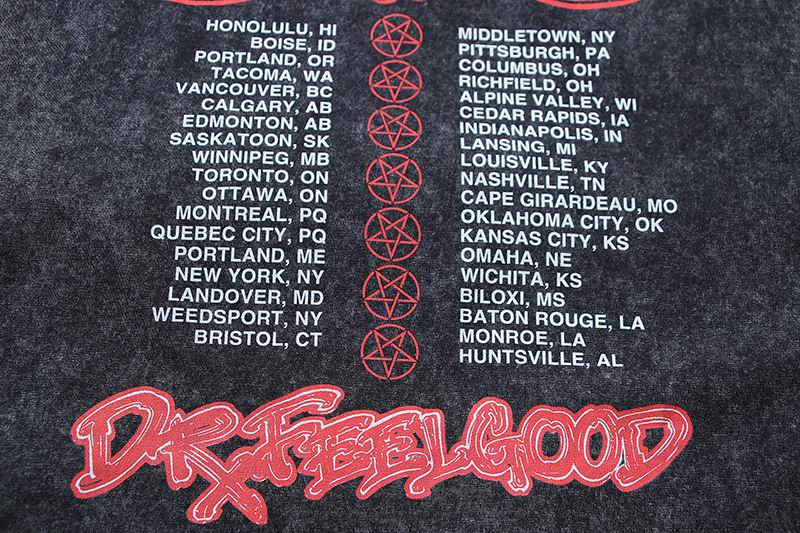 HONOLULU, HI
BOISE, ID
PORTLAND, OR
TACOMA, WA
VANCOUVER, BC
CALGARY, AB
EDMONTON, AB
SASKATOON, SK
WINNIPEG, MB
TORONTO, ON
OTTAWA, ON
MONTREAL, PQ
QUEBEC CITY, PQ
PORTLAND, ME
NEW YORK, NY
LANDOVER, MD
WEEDSPORT, NY
BRISTOL, CT
MIDDLETOWN, NY
PITTSBURGH, PA
COLUMBUS, OH
RICHFIELD, OH
ALPINE VALLEY, WI
CEDAR RAPIDS, IA
INDIANAPOLIS, IN
LANSING, MI
LOUISVILLE, KY
NASHVILLE, TN
CAPE GIRARDEAU, MO
OKLAHOMA CITY, OK
KANSAS CITY, KS
OMAHA, NE
WICHITA, KS
BILOXI, MS
BATON ROUGE, LA
MONROE, LA
HUNTSVILLE, AL
DR. FEELGOOD